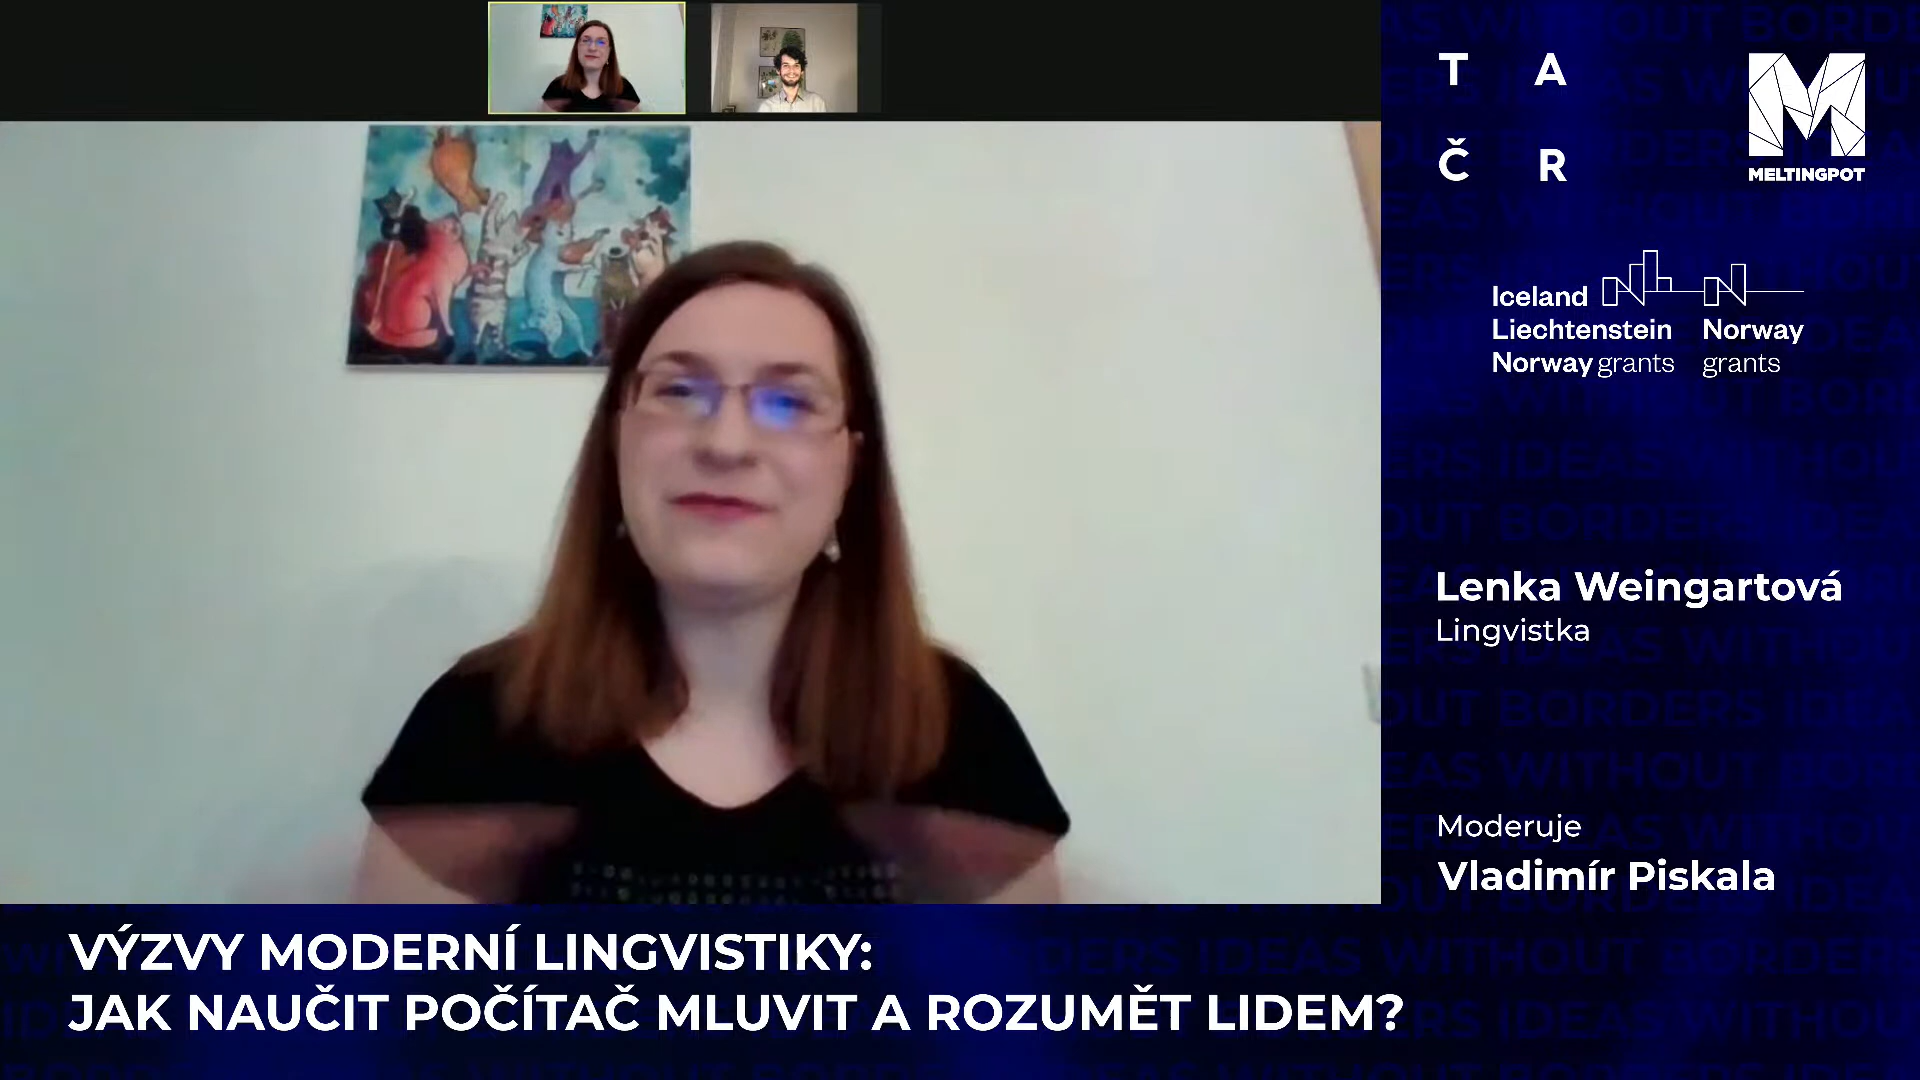 T A
Č R
MELTINGPOT
Iceland
Liechtenstein
Norway grants
Norway
grants
Lenka Weingartová
Lingvistka
Moderuje
Vladimír Piskala
VÝZVY MODERNÍ LINGVISTIKY:
JAK NAUČIT POČÍTAČ MLUVIT A ROZUMĚT LIDEM?